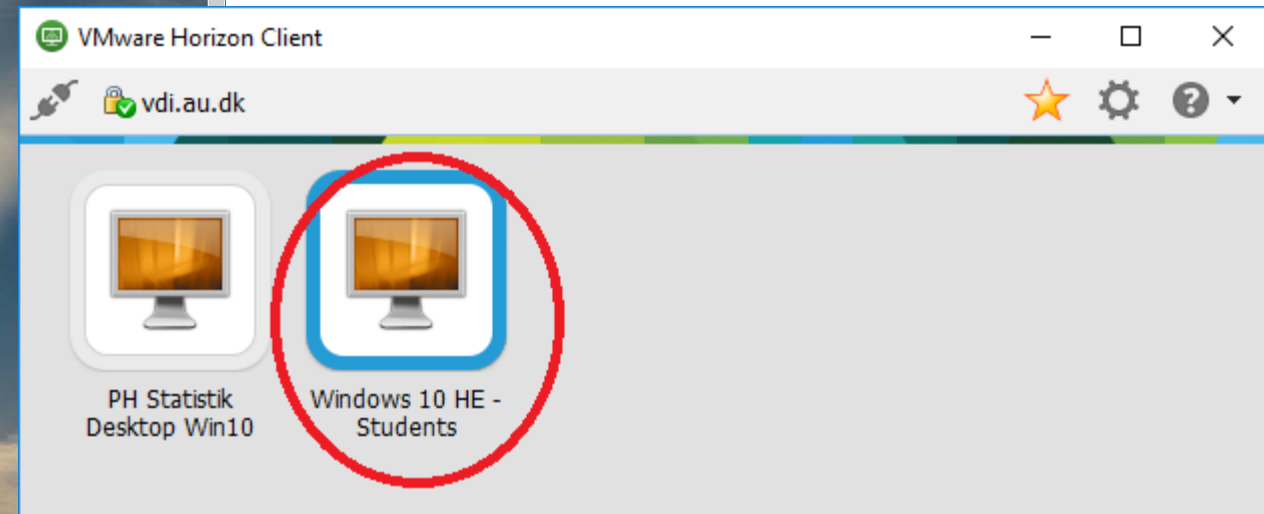 VMware Horizon Client
vdi.au.dk
PH Statistik
Desktop Win10
Windows 10 HE -
Students